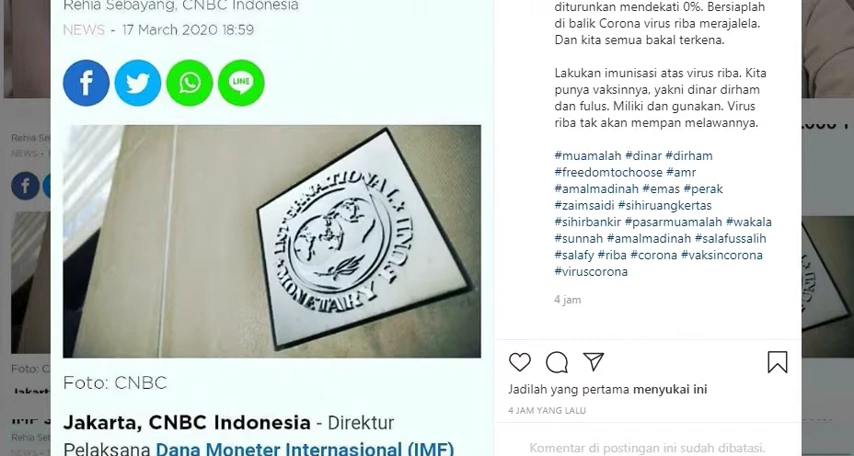 Rehia Sebayang, CNBC Indonesia
NEWS - 17 March 2020 18:59
LINE
INTERNATIONAL MONETARY FUND
Foto: CNBC
Jakarta, CNBC Indonesia - Direktur
Pelaksana Dana Moneter Internasional (IMF)
diturunkan mendekati 0%. Bersiaplah
di balik Corona virus riba merajalela.
Dan kita semua bakal terkena.
Lakukan imunisasi atas virus riba. Kita
punya vaksinnya, yakni dinar dirham
dan fulus. Miliki dan gunakan. Virus
riba tak akan mempan melawannya.
#muamalah #dinar #dirham
#freedomtochoose #amr
#amalmadinah #emas #perak
#zaimsaidi #sihiruangkertas
#sihirbankir #pasarmuamalah #wakala
#sunnah #amalmadinah #salafussalih
#salafy #riba #corona #vaksincorona
#viruscorona
4 jam
Jadilah yang pertama menyukai ini
4 JAM YANG LALU
Komentar di postingan ini sudah dibatasi.